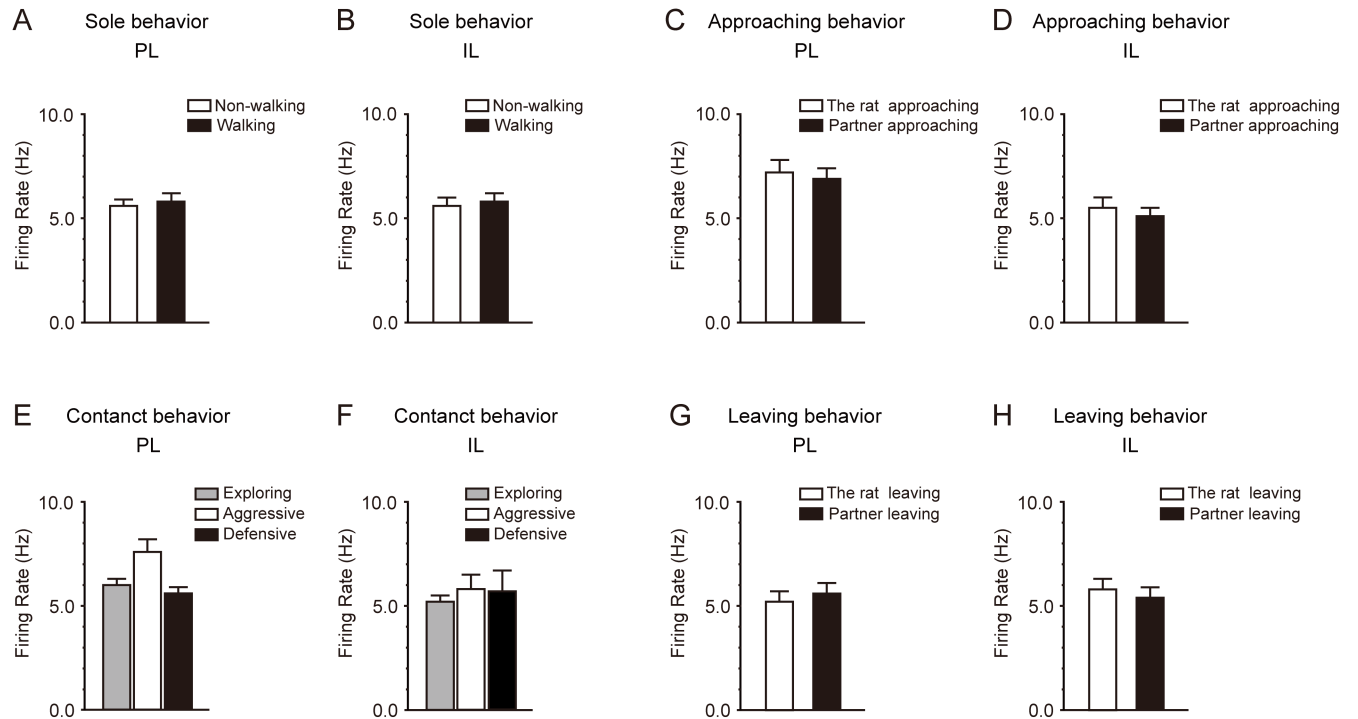 A Sole behavior
PL
10.0
5.0
0.0
Firing Rate (Hz)
Non-walking
Walking
B Sole behavior
IL
10.0
5.0
0.0
Firing Rate (Hz)
Non-walking
Walking
C Approaching behavior
PL
10.0
5.0
0.0
Firing Rate (Hz)
The rat approaching
Partner approaching
D Approaching behavior
IL
10.0
5.0
0.0
Firing Rate (Hz)
The rat approaching
Partner approaching
E Contanct behavior
PL
10.0
5.0
0.0
Firing Rate (Hz)
Exploring
Aggressive
Defensive
F Contanct behavior
IL
10.0
5.0
0.0
Firing Rate (Hz)
Exploring
Aggressive
Defensive
G Leaving behavior
PL
10.0
5.0
0.0
Firing Rate (Hz)
The rat leaving
Partner leaving
H Leaving behavior
IL
10.0
5.0
0.0
Firing Rate (Hz)
The rat leaving
Partner leaving